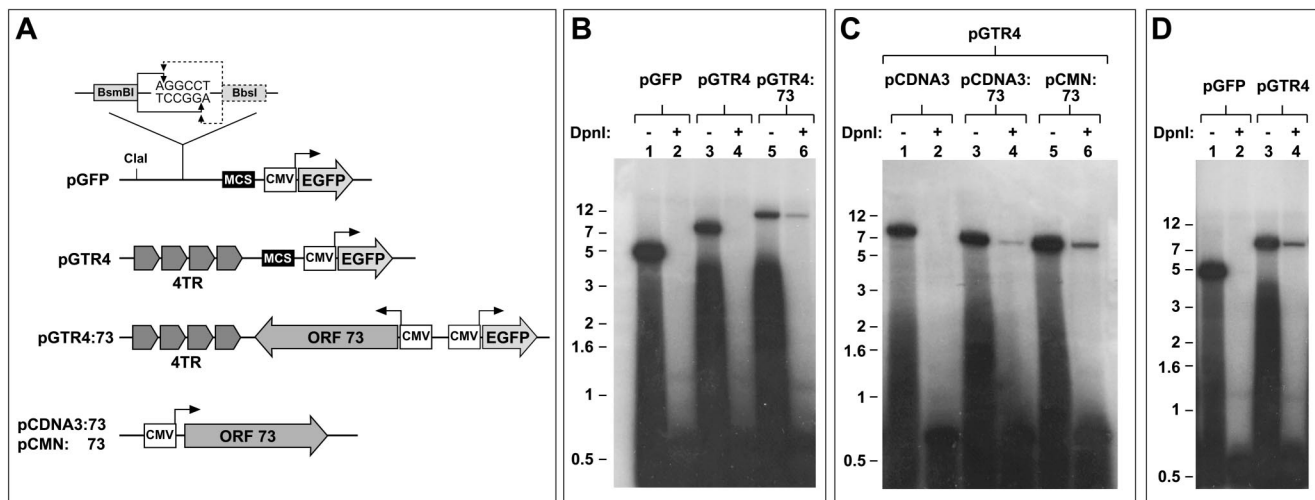 A
BsmBI AGGCCT BbsI
TCCGGA
ClaI
pGFP MCS CMV EGFP
pGTR4 MCS CMV EGFP
4TR
pGTR4:73 ORF 73 CMV CMV EGFP
4TR
pCDNA3:73
pCMN: 73 CMV ORF 73
B
pGFP pGTR4 pGTR4:
73
DpnI: - + - + - +
1 2 3 4 5 6
12
7
5
3
2
1.6
1
0.5
C
pGTR4
pCDNA3 pCDNA3: pCMN:
73 73
DpnI: - + - + - +
1 2 3 4 5 6
12
7
5
3
2
1.6
1
0.5
D
pGFP pGTR4
DpnI: - + - +
1 2 3 4
12
7
5
3
2
1.6
1
0.5